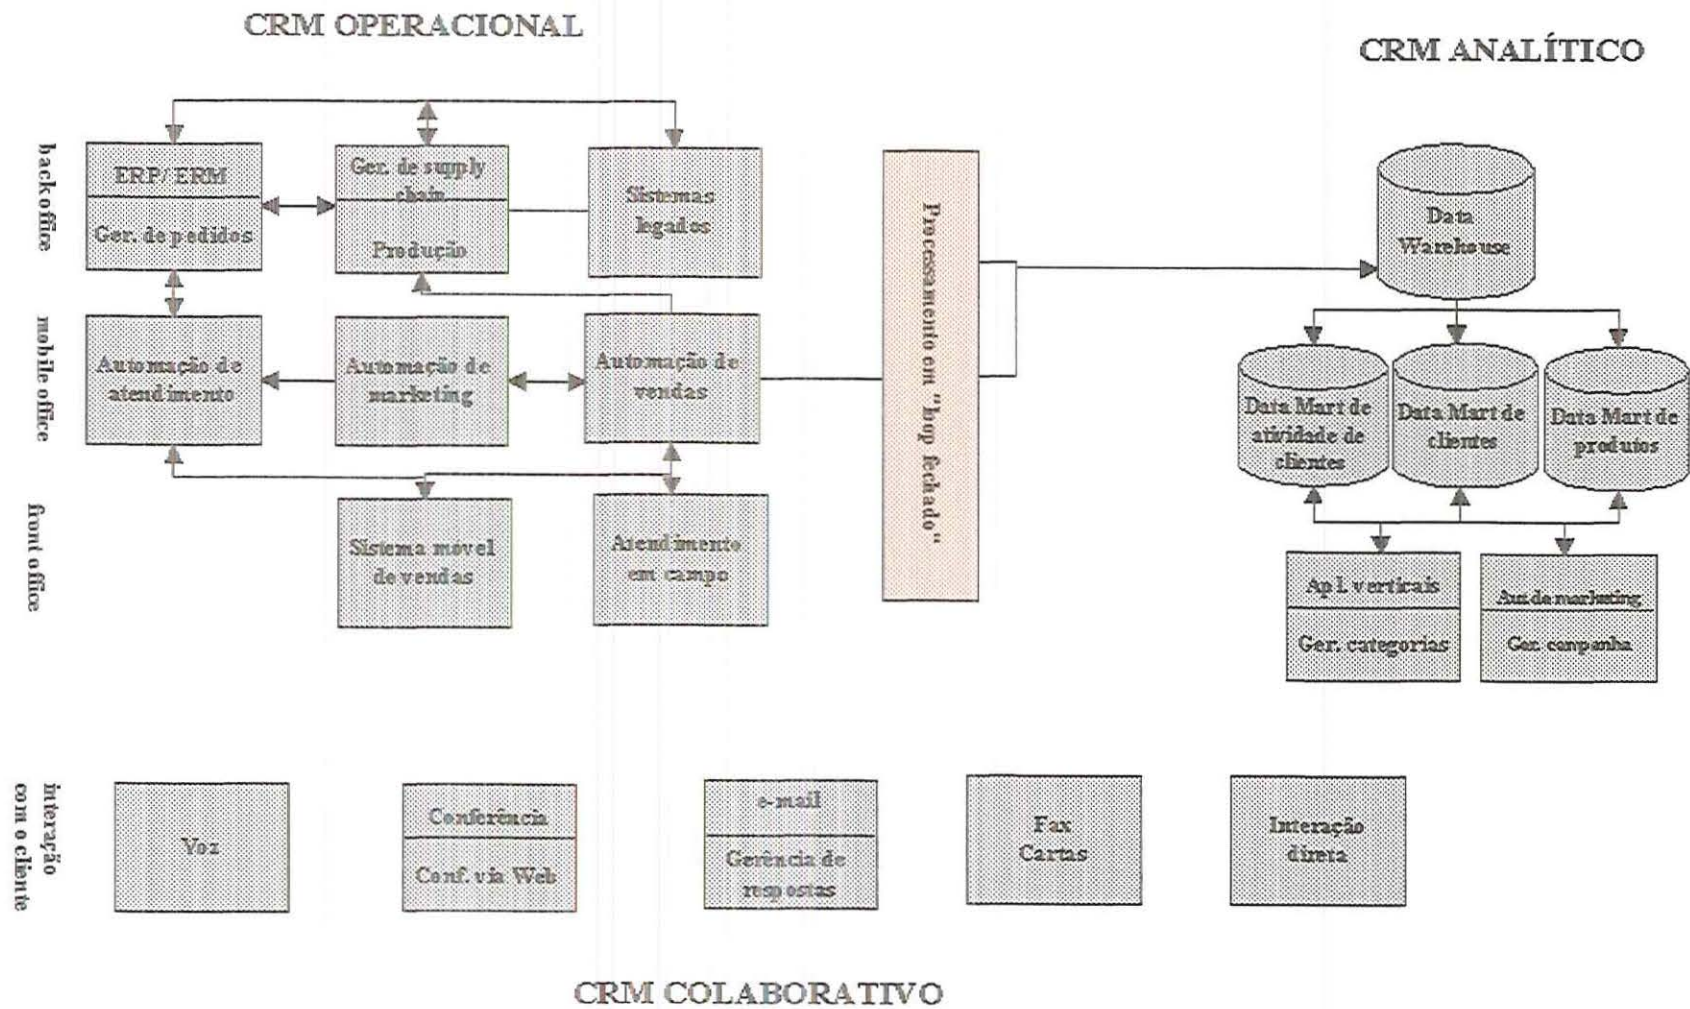 CRM OPERACIONAL
CRM ANALÍTICO
back office
ERP/ ERM
Ger. de pedidos
Ger. de supply
chain
Produção
Sistemas
legados
mobile office
Automação de
atendimento
Automação de
marketing
Automação de
vendas
front office
Sistema movel
de vendas
Atendimento
em campo
Processamento em "loop fechado"
Data
Warehouse
Data Mart de
atividade de
clientes
Data Mart de
clientes
Data Mart de
produtos
Apl. verticais
Ger. categorias
Aut. de marketing
Ger. campanha
interação
com o cliente
Voz
Conferência
Conf. via Web
e-mail
Gerência de
respostas
Fax
Cartas
Interação
direta
CRM COLABORATIVO